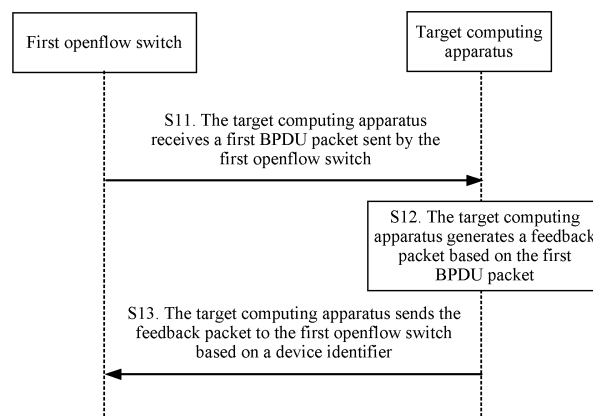 First openflow switch
Target computing
apparatus
S11. The target computing apparatus
receives a first BPDU packet sent by the
first openflow switch
S12. The target computing
apparatus generates a feedback
packet based on the first
BPDU packet
S13. The target computing apparatus sends the
feedback packet to the first openflow switch
based on a device identifier